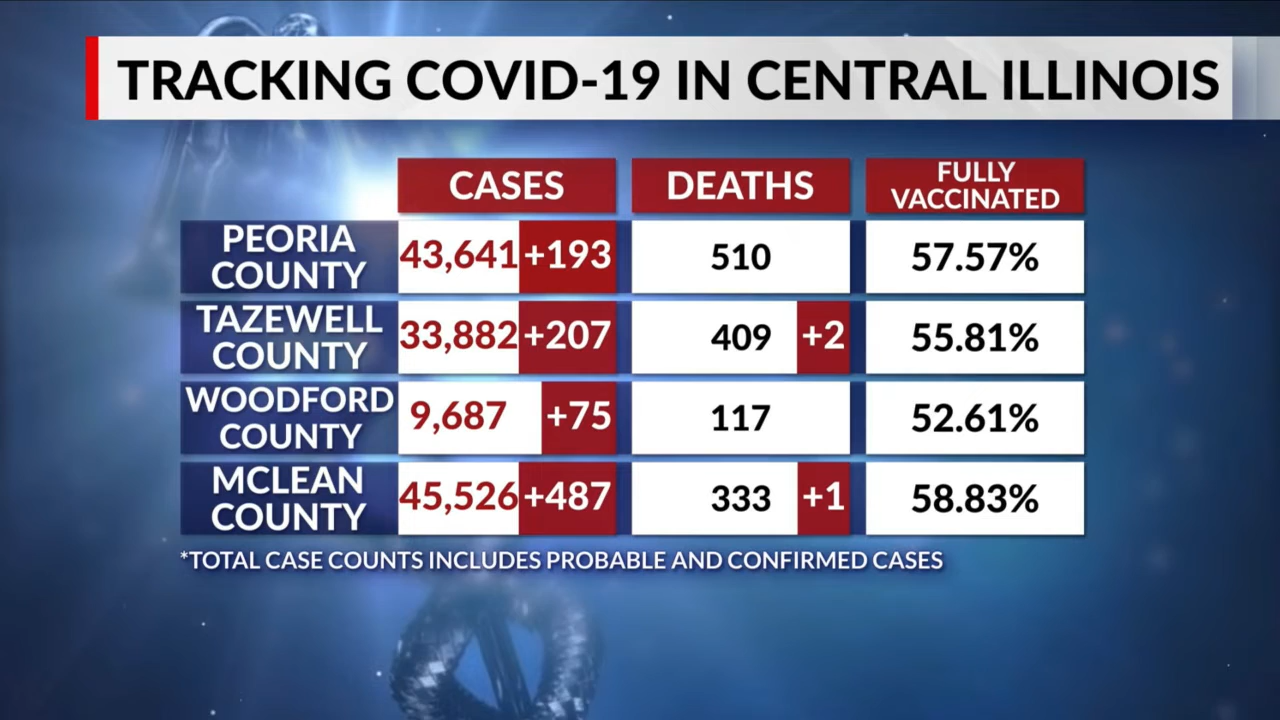 TRACKING COVID-19 IN CENTRAL ILLINOIS
CASES DEATHS FULLY VACCINATED
PEORIA COUNTY 43,641 +193 510 57.57%
TAZEWELL COUNTY 33,882 +207 409 +2 55.81%
WOODFORD COUNTY 9,687 +75 117 52.61%
MCLEAN COUNTY 45,526 +487 333 +1 58.83%
*TOTAL CASE COUNTS INCLUDES PROBABLE AND CONFIRMED CASES